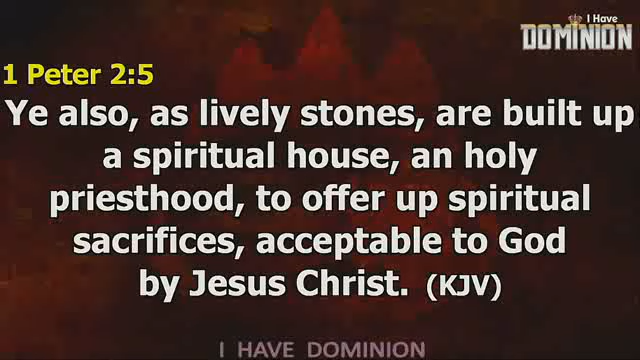 I Have
DOMINION
1 Peter 2:5
Ye also, as lively stones, are built up
a spiritual house, an holy
priesthood, to offer up spiritual
sacrifices, acceptable to God
by Jesus Christ. (KJV)
I HAVE DOMINION